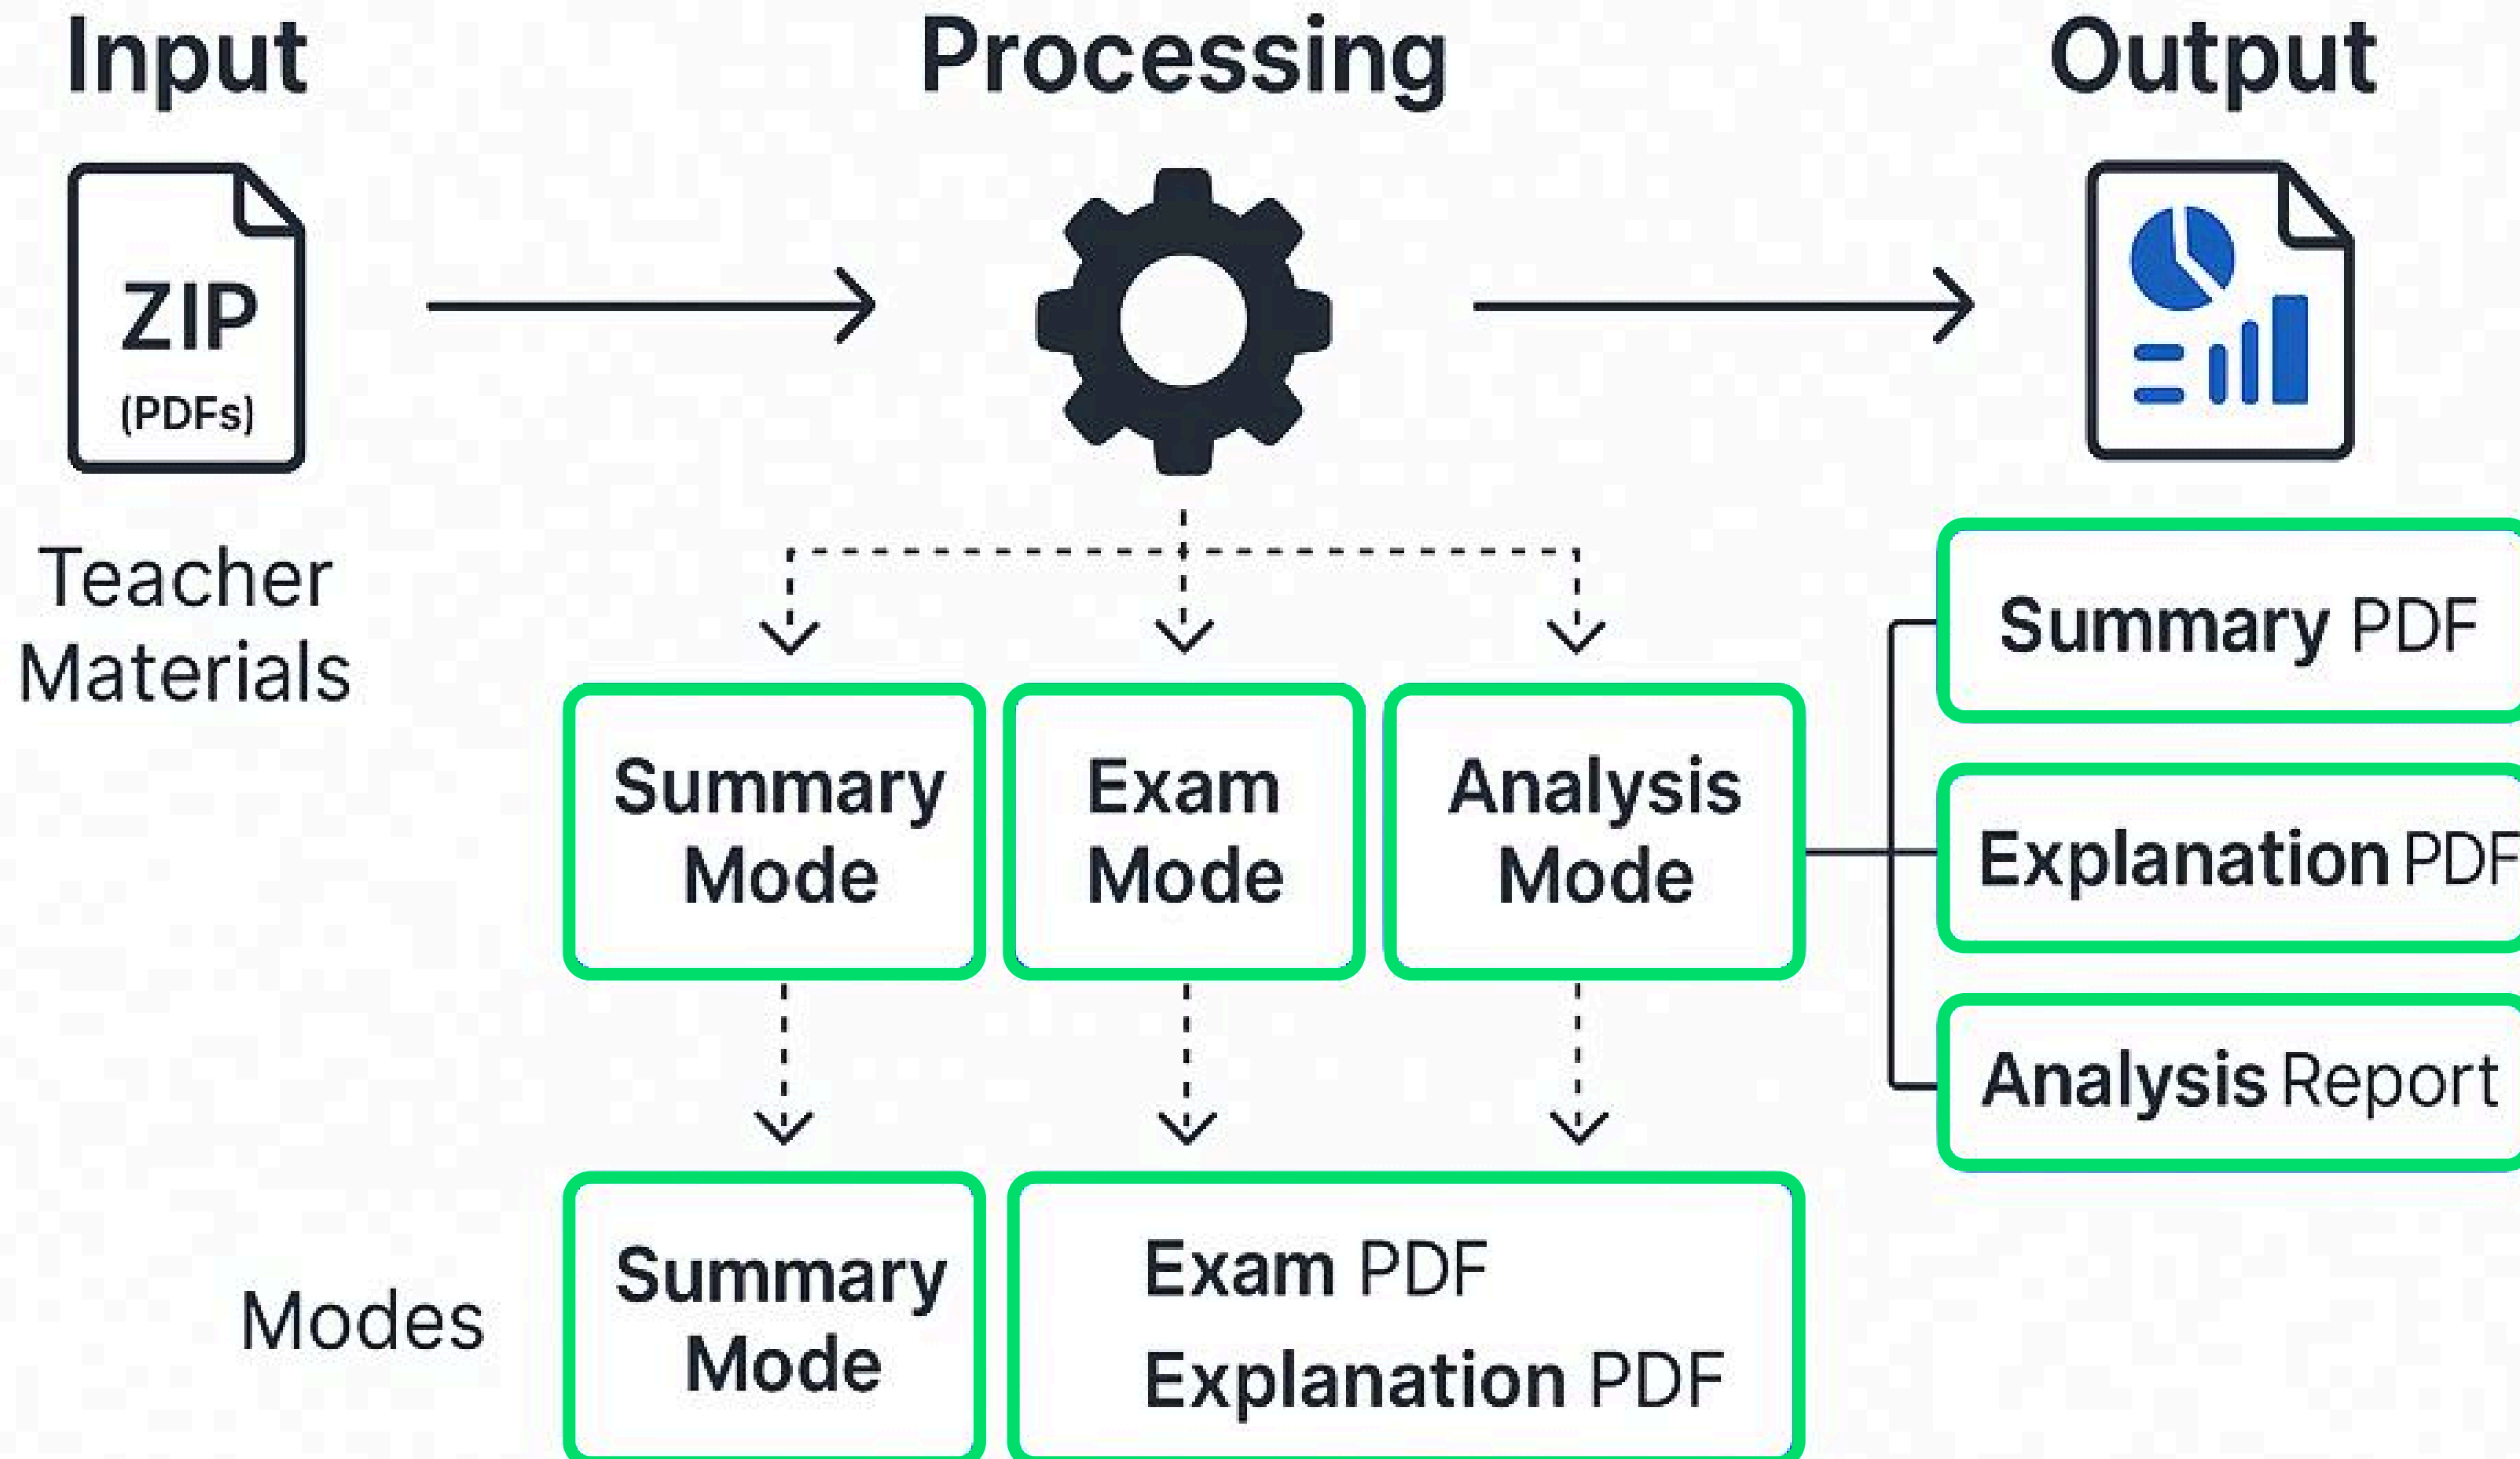 Input
Processing
Output
ZIP
(PDFs)
Teacher
Materials
Summary
Mode
Exam
Mode
Analysis
Mode
Summary PDF
Explanation PDF
Analysis Report
Modes
Summary
Mode
Exam PDF
Explanation PDF